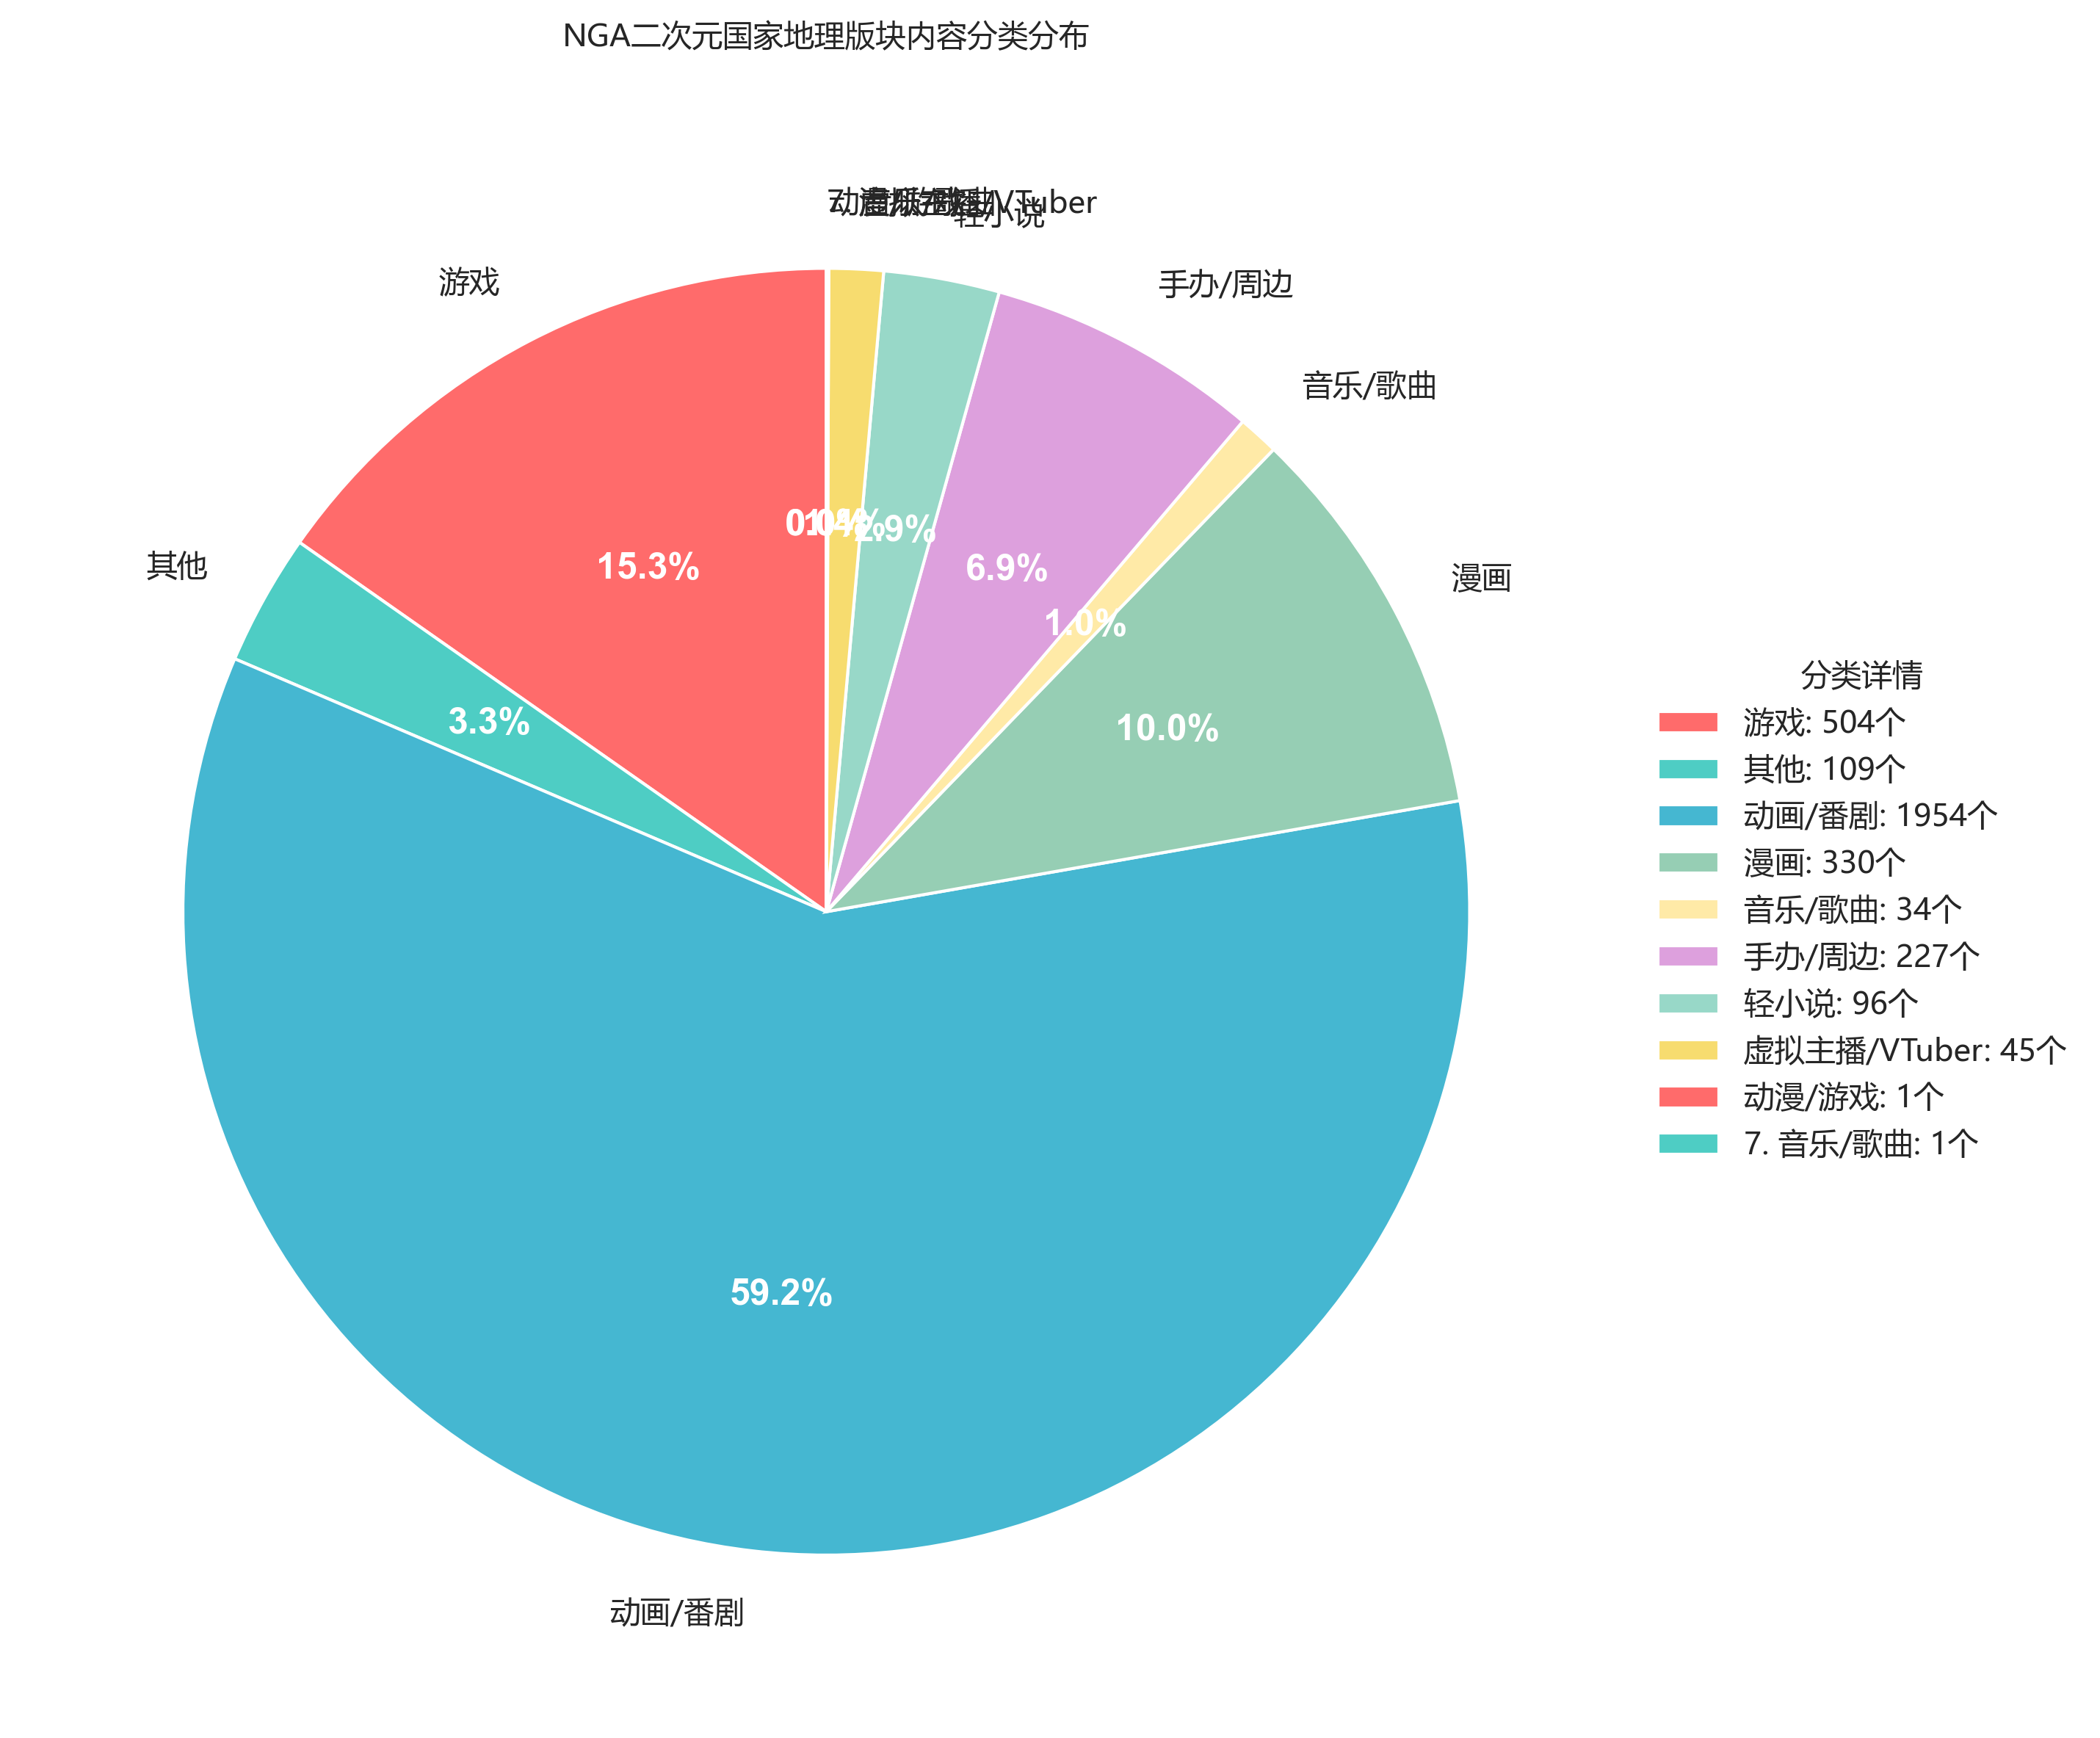 NGA二次元国家地理版块内容分类分布
/VTuber
轻小说
游戏
手办/周边
音乐/歌曲
其他
漫画
15.3%
2.9%
6.9%
1.0%
3.3%
10.0%
59.2%
动画/番剧
分类详情
游戏: 504个
其他: 109个
动画/番剧: 1954个
漫画: 330个
音乐/歌曲: 34个
手办/周边: 227个
轻小说: 96个
虚拟主播/VTuber: 45个
动漫/游戏: 1个
7. 音乐/歌曲: 1个